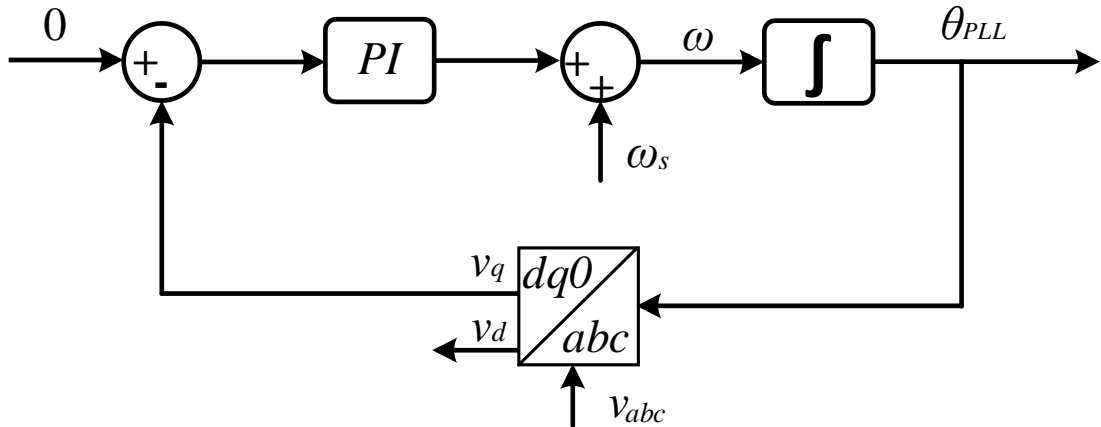 0
+
-
PI
+
+
ω
∫
θPLL
ωs
vq
dq0
vd
abc
vabc